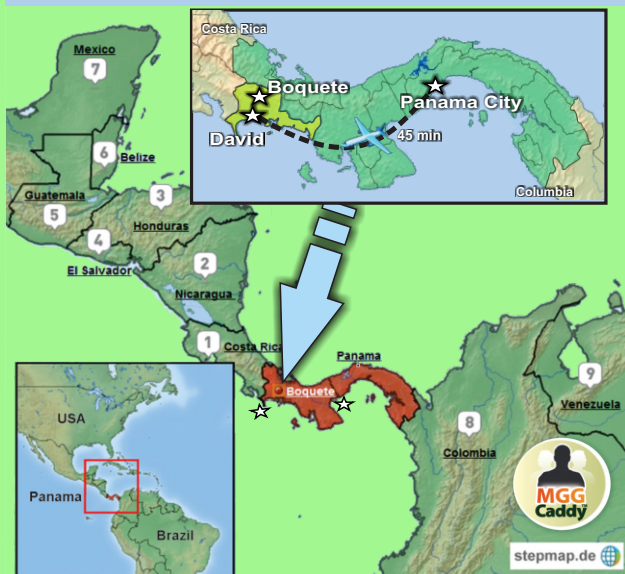 Mexico
7
Costa Rica
Boquete
Panama City
David
45 min
Columbia
6
Belize
Guatemala
5
3
Honduras
4
El Salvador
2
Nicaragua
1
Costa Rica
Panama
Boquete
9
Venezuela
8
Colombia
USA
Panama
Brazil
MGG
Caddy™
stepmap.de